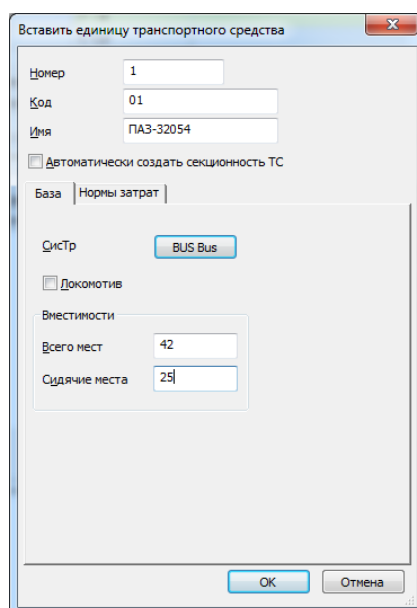 Вставить единицу транспортного средства
Номер 1
Код 01
Имя ПАЗ-32054
Автоматически создать секционность ТС
База Нормы затрат
СисТр BUS Bus
Локомотив
Вместимости
Всего мест 42
Сидячие места 25
ОК Отмена